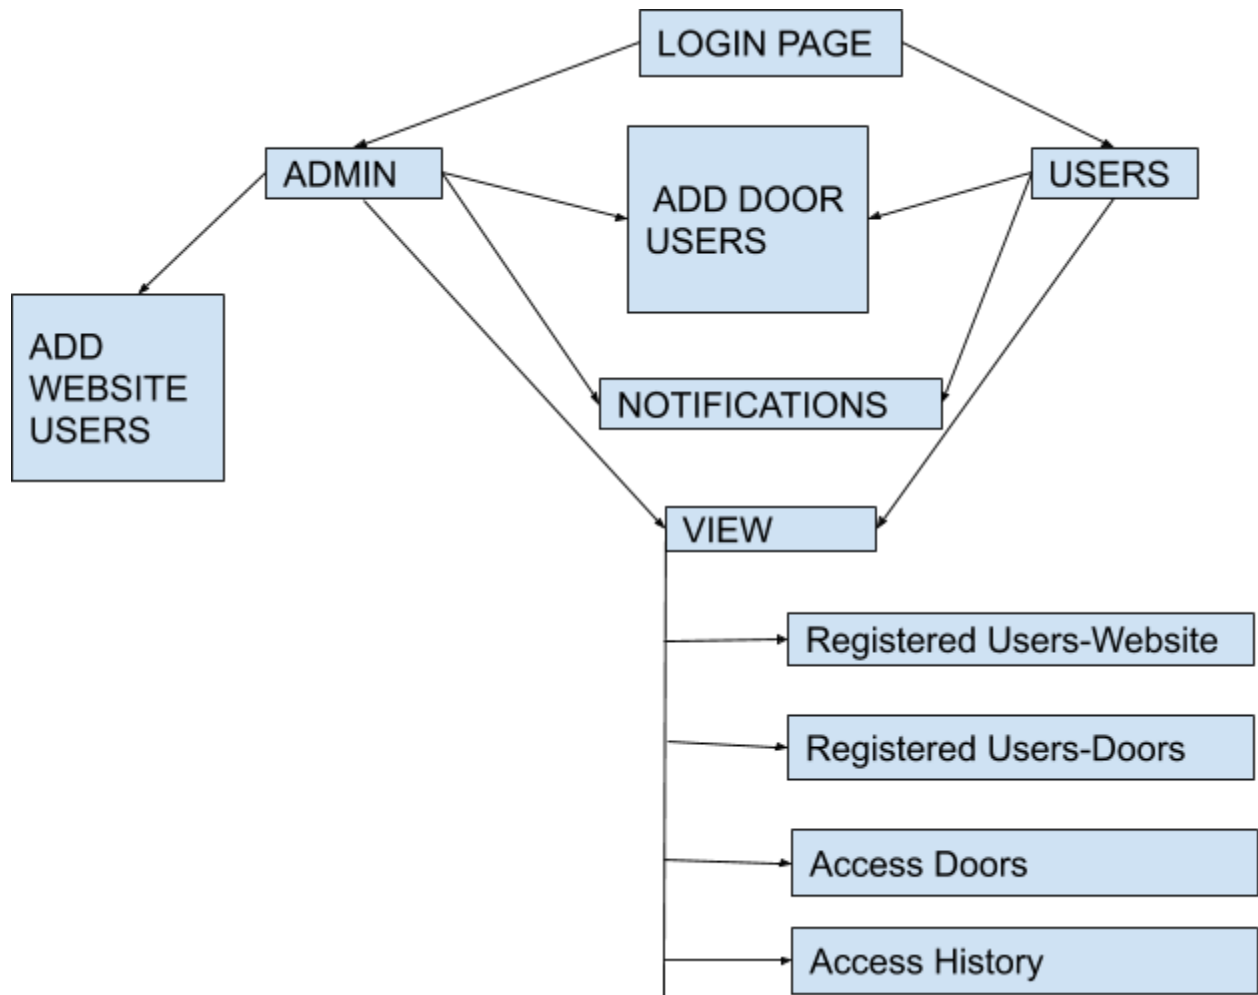 LOGIN PAGE
ADMIN
USERS
ADD DOOR
USERS
ADD
WEBSITE
USERS
NOTIFICATIONS
VIEW
Registered Users-Website
Registered Users-Doors
Access Doors
Access History